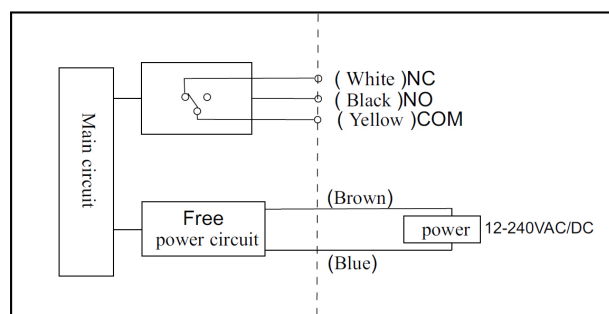 ( White )NC
( Black )NO
( Yellow )COM
Main circuit
(Brown)
Free
power circuit
power
12-240VAC/DC
(Blue)